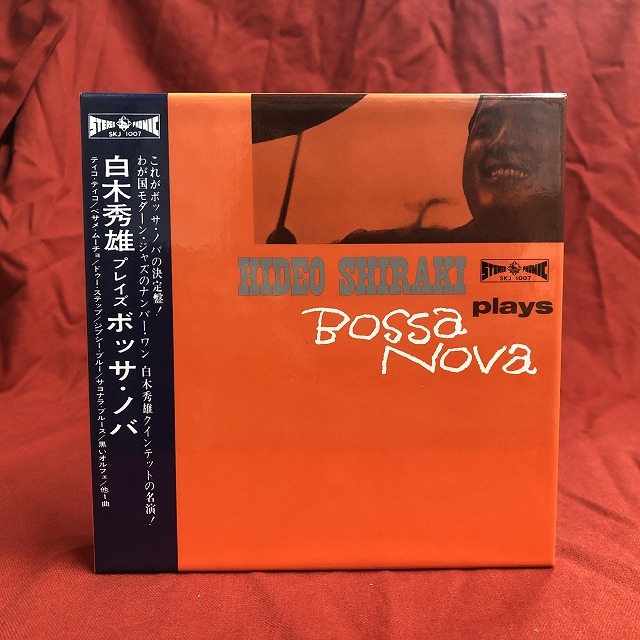 STEREO PHONIC
SKJ 1007
白木秀雄 プレイズ ボッサ・ノバ
これがボッサ・ノバの決定盤!
わが国モダーン・ジャズのナンバー・ワン 白木秀雄クインテットの名演!
ティコ・ティコ/ベサメ・ムーチョ/ドゥー・ステップ/ジプシー・ブルー/サヨナラ・ブルース/黒いオルフェ/他1曲
HIDEO SHIRAKI
STEREO PHONIC
SKJ 1007
plays
Bossa
Nova